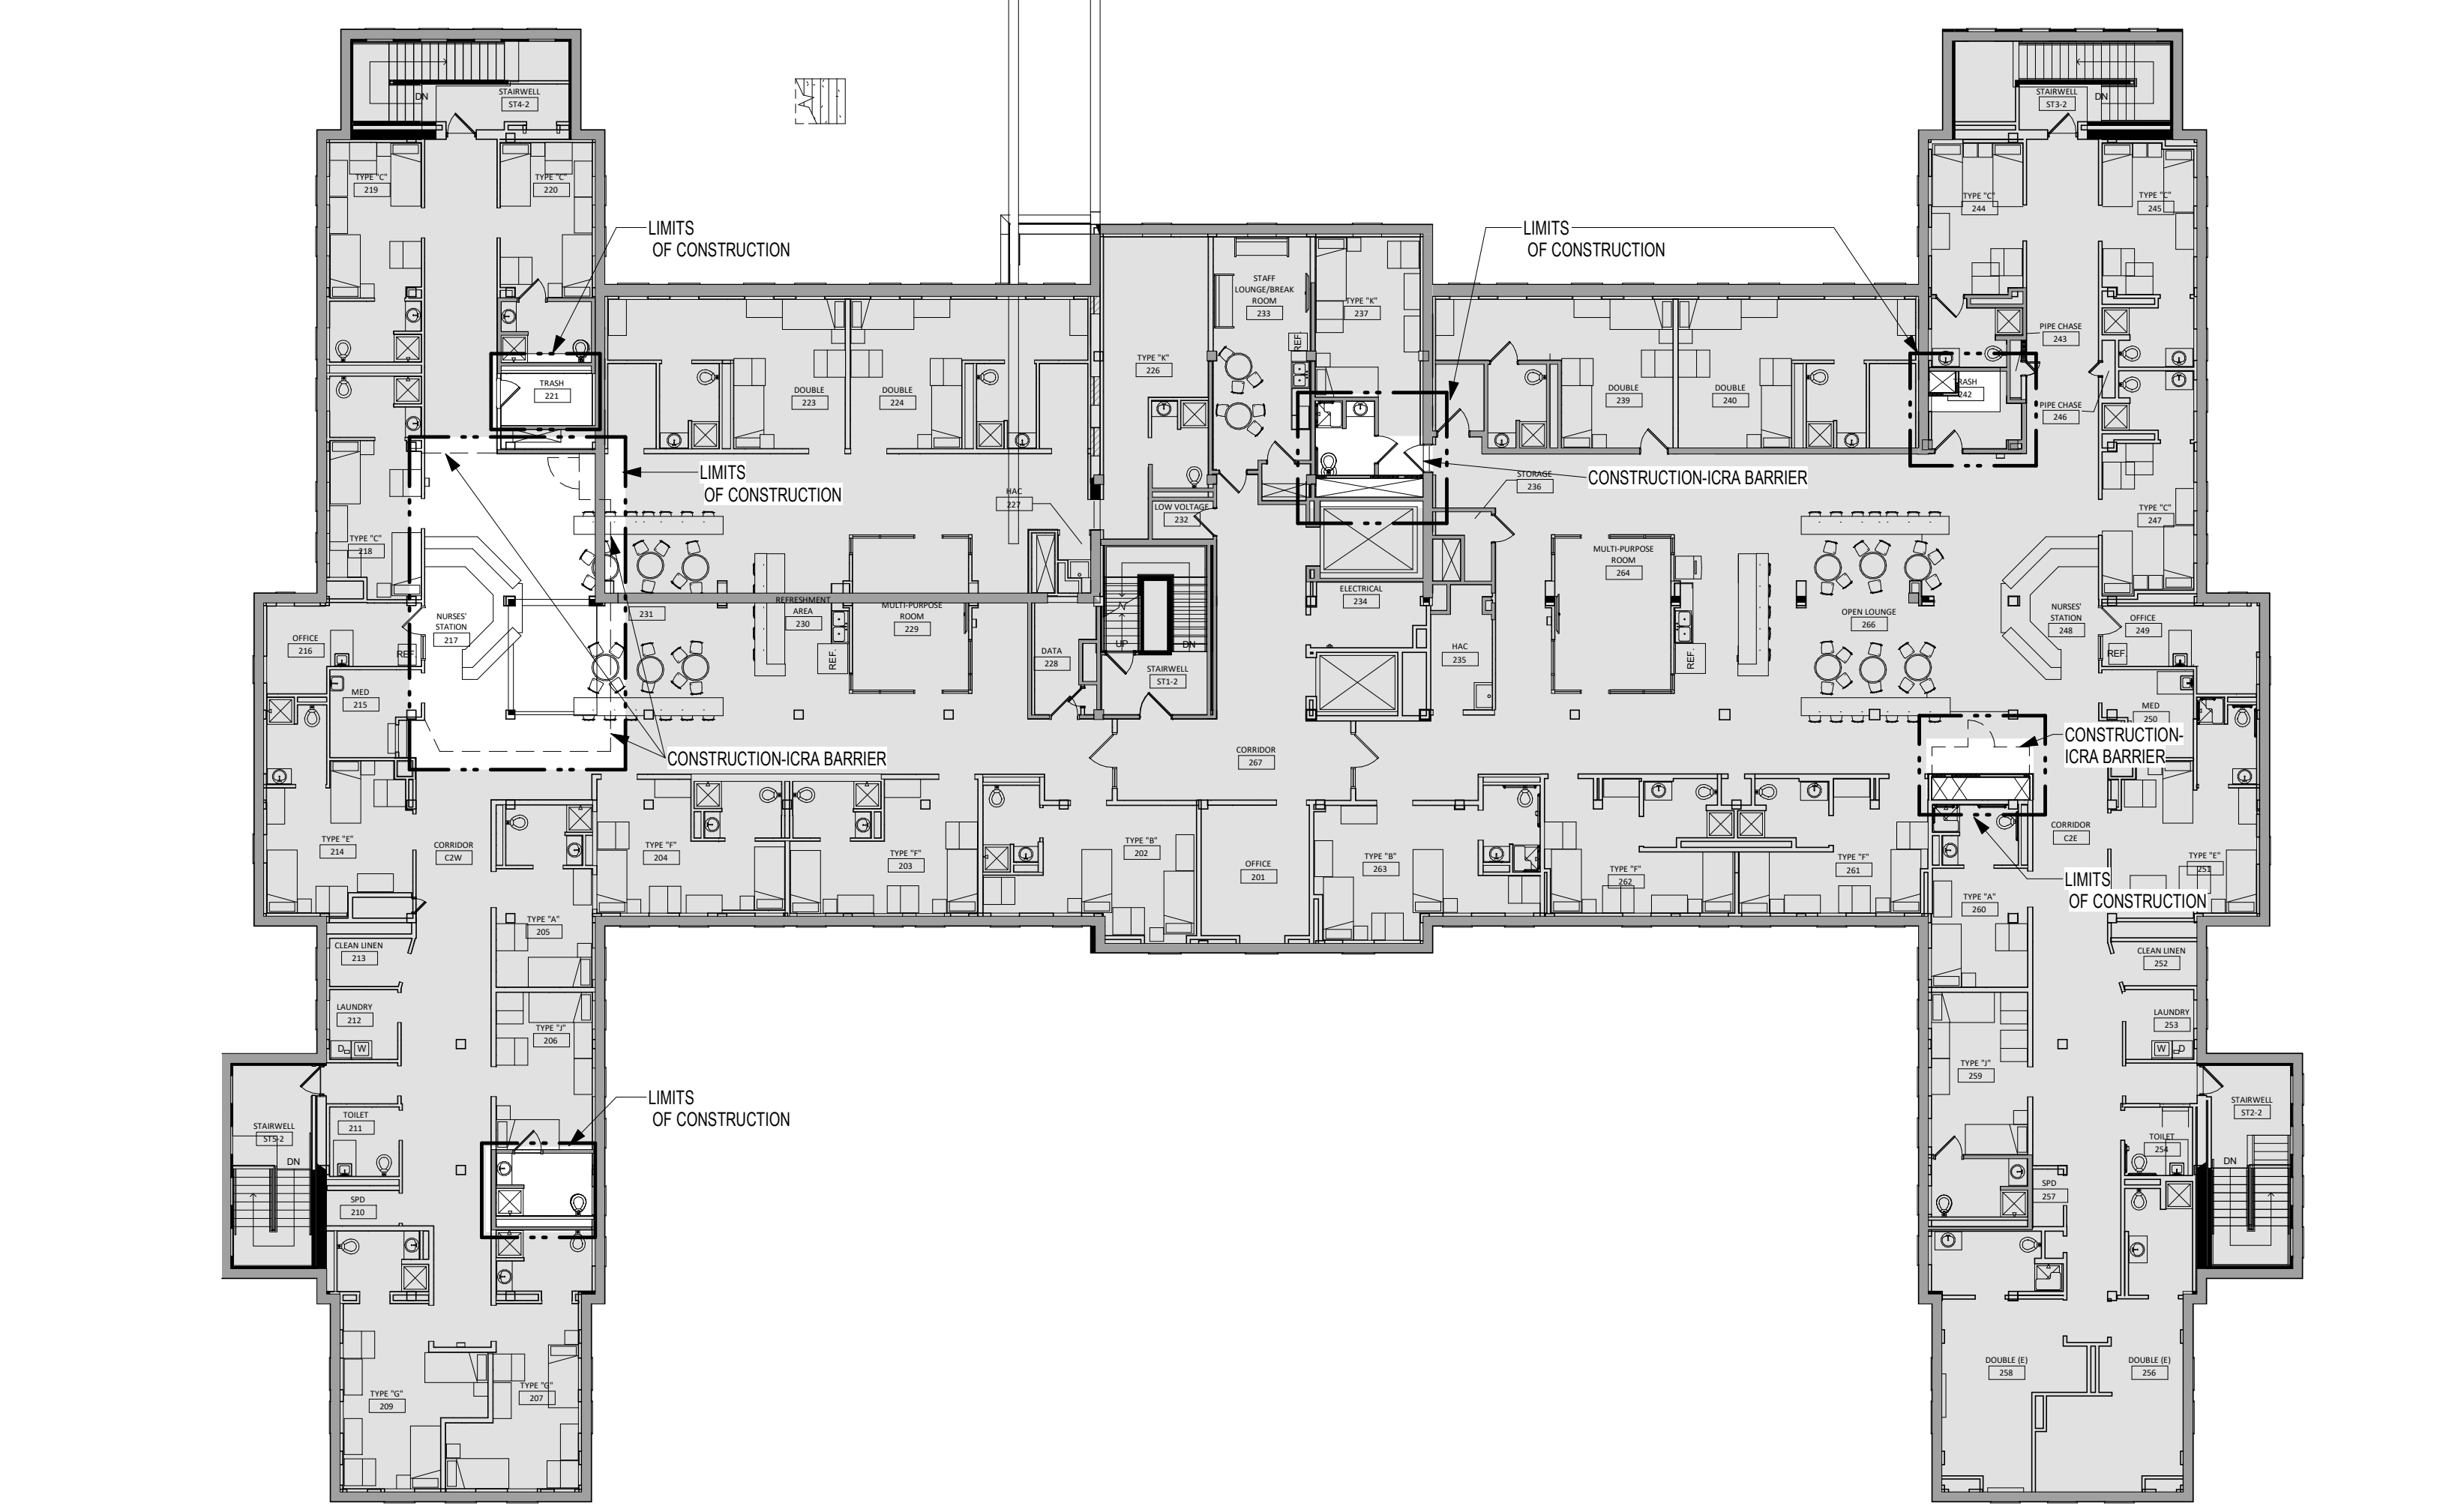 STAIRWELL
ST4-2
DN
STAIRWELL
ST3-2
DN
TYPE "C"
219
TYPE "C"
220
TYPE "C"
244
TYPE "C"
245
LIMITS
OF CONSTRUCTION
LIMITS
OF CONSTRUCTION
STAFF
LOUNGE/BREAK
ROOM
233
TYPE "K"
237
REF.
TYPE "K"
226
PIPE CHASE
243
TRASH
221
DOUBLE
223
DOUBLE
224
DOUBLE
239
DOUBLE
240
RASH
242
PIPE CHASE
246
LIMITS
OF CONSTRUCTION
CONSTRUCTION-ICRA BARRIER
STORAGE
236
HAC
227
LOW VOLTAGE
232
TYPE "C"
247
TYPE "C"
218
MULTI-PURPOSE
ROOM
264
ELECTRICAL
234
REFRESHMENT
AREA
230
MULTI-PURPOSE
ROOM
229
231
NURSES'
STATION
217
OPEN LOUNGE
266
NURSES'
STATION
248
OFFICE
249
OFFICE
216
REF.
REF.
REF.
REF.
DATA
228
UP
DN
STAIRWELL
ST1-2
HAC
235
MED
215
MED
250
CONSTRUCTION-
ICRA BARRIER
CONSTRUCTION-ICRA BARRIER
CORRIDOR
267
TYPE "E"
214
CORRIDOR
C2W
TYPE "F"
204
TYPE "F"
203
TYPE "B"
202
OFFICE
201
TYPE "B"
263
TYPE "F"
262
TYPE "F"
261
CORRIDOR
C2E
TYPE "E"
251
LIMITS
OF CONSTRUCTION
TYPE "A"
205
TYPE "A"
260
CLEAN LINEN
213
CLEAN LINEN
252
LAUNDRY
212
D
W
TYPE "J"
206
LAUNDRY
253
W
D
TYPE "J"
259
LIMITS
OF CONSTRUCTION
STAIRWELL
ST5-2
DN
TOILET
211
STAIRWELL
ST2-2
DN
TOILET
254
SPD
210
SPD
257
TYPE "G"
209
TYPE "G"
207
DOUBLE (E)
258
DOUBLE (E)
256